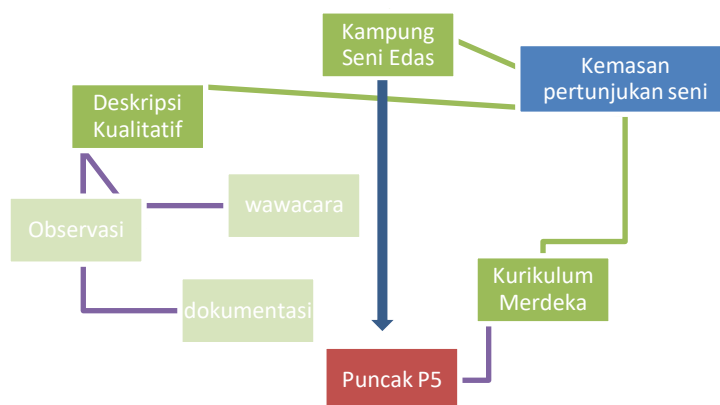 Kampung
Seni Edas
Kemasan
pertunjukan seni
Deskripsi
Kualitatif
wawacara
Observasi
Kurikulum
Merdeka
dokumentasi
Puncak P5